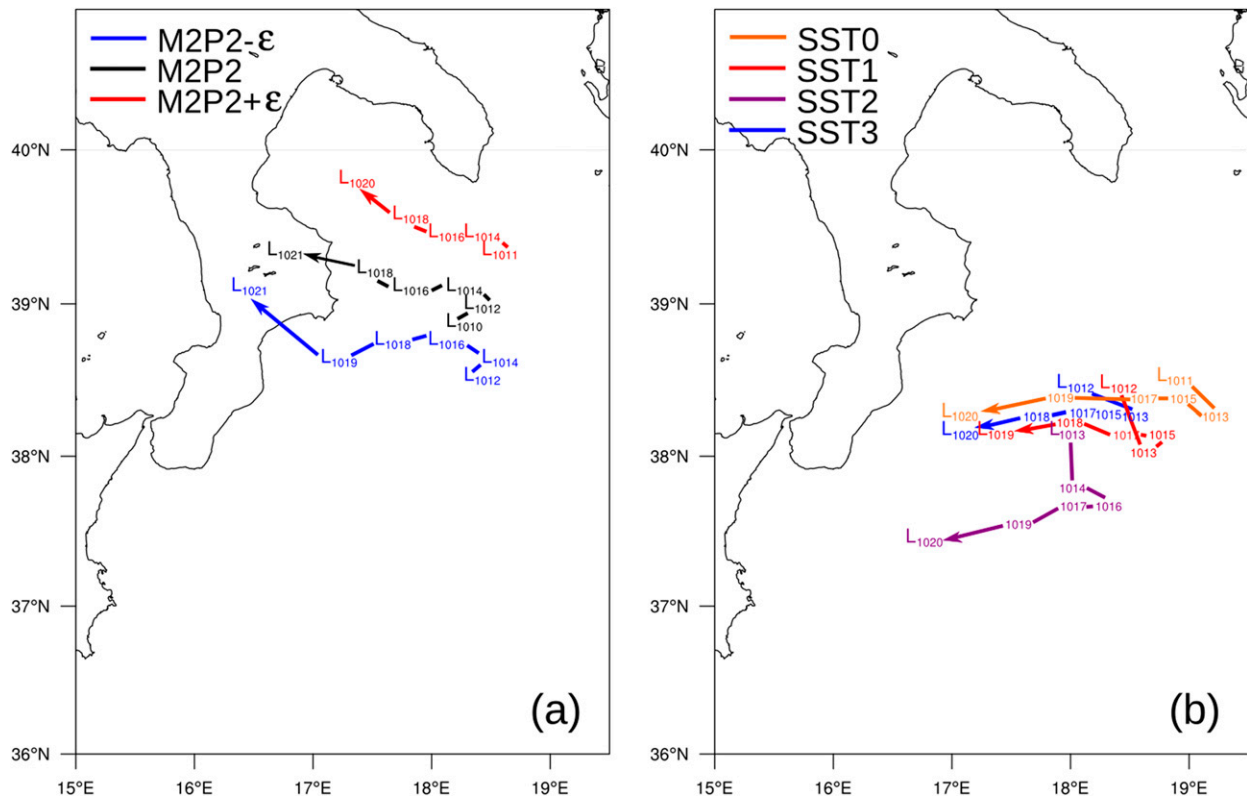 M2P2-ε
M2P2
M2P2+ε
40°N
39°N
38°N
37°N
36°N
15°E 16°E 17°E 18°E
L1020
L1018
L1016 L1014
L1011
L1021
L1018
L1016 L1014
L1012
L1010
L1021
L1019
L1018 L1016
L1014
L1012
(a)
SST0
SST1
SST2
SST3
40°N
39°N
38°N
37°N
36°N
15°E 16°E 17°E 18°E 19°E
L1012 L1012 L1011
L1020 1019 1017 1015
1013
L1020 1018 1017 1015 1013
L1019 1018 1015
1013
L1013
1014
1017 1016
1019
L1020
(b)